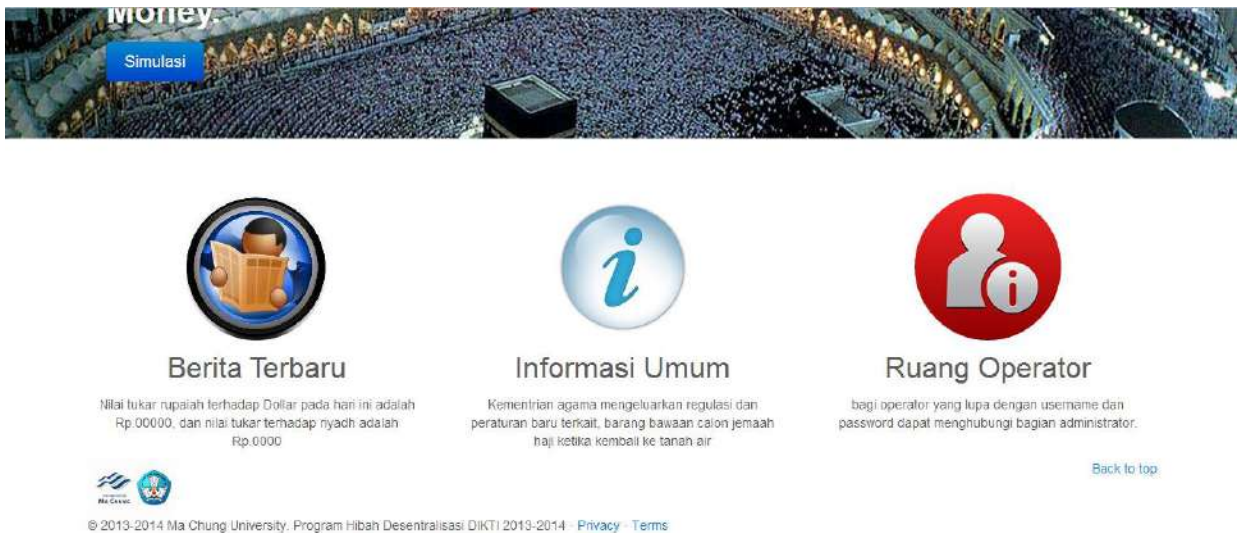 Money.
Simulasi
Berita Terbaru
Nilai tukar rupaiah terhadap Dollar pada hari ini adalah
Rp.00000, dan nilai tukar terhadap riyadh adalah
Rp.0000
Informasi Umum
Kementrian agama mengeluarkan regulasi dan
peraturan baru terkait, barang bawaan calon jemaah
haji ketika kembali ke tanah air
Ruang Operator
bagi operator yang lupa dengan username dan
password dapat menghubungi bagian administrator.
Back to top
Ma Chung
© 2013-2014 Ma Chung University. Program Hibah Desentralisasi DIKTI 2013-2014 · Privacy · Terms